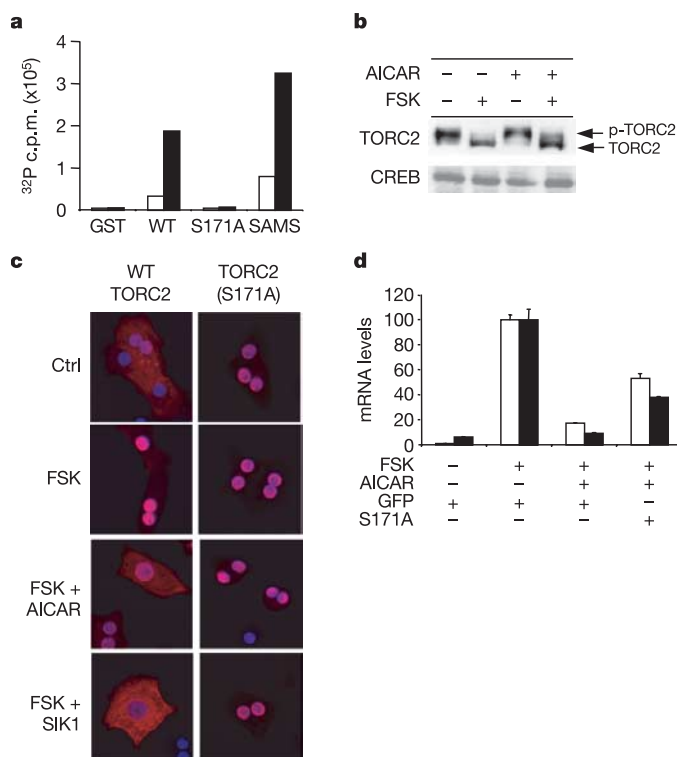 a
³²P c.p.m. (x10⁵)
4
3
2
1
0
GST WT S171A SAMS
b
AICAR – – + +
FSK – + – +
TORC2
p-TORC2
TORC2
CREB
c
WT TORC2
TORC2 (S171A)
Ctrl
FSK
FSK + AICAR
FSK + SIK1
d
mRNA levels
120
100
80
60
40
20
0
FSK – + + +
AICAR – – + +
GFP + + + –
S171A – – – +